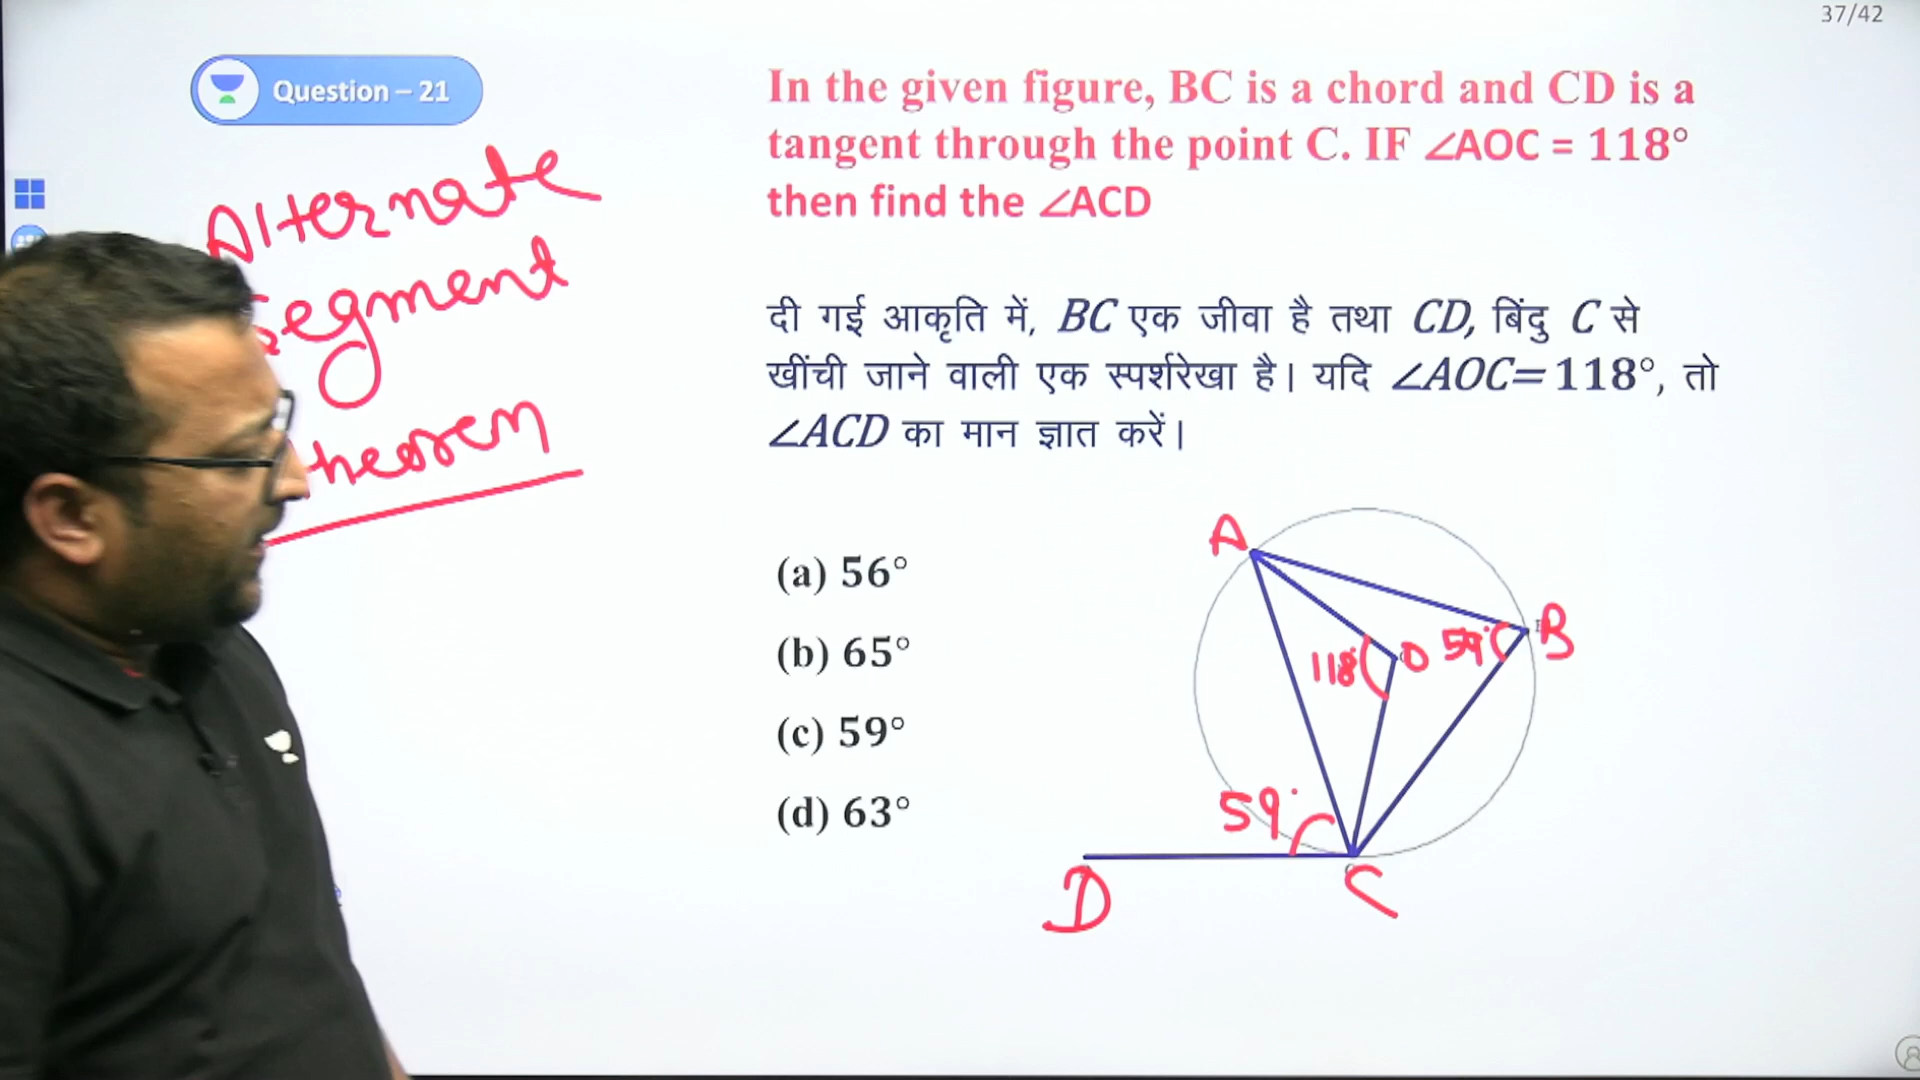 37/42
Question – 21
In the given figure, BC is a chord and CD is a
tangent through the point C. IF ∠AOC = 118°
then find the ∠ACD
Alternate
Segment
Theorem
दी गई आकृति में, BC एक जीवा है तथा CD, बिंदु C से
खींची जाने वाली एक स्पर्शरेखा है। यदि ∠AOC=118°, तो
∠ACD का मान ज्ञात करें।
(a) 56°
(b) 65°
(c) 59°
(d) 63°
A
B
118°
O
59°
59°
D
C